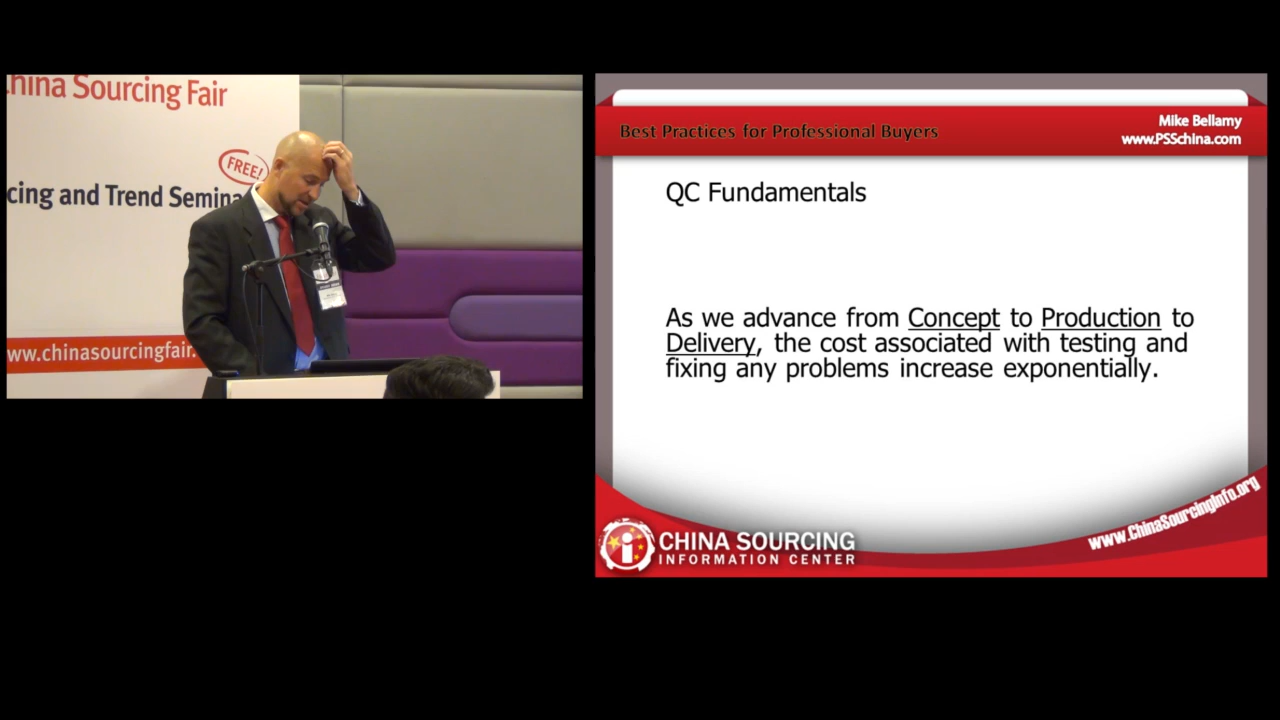 hina Sourcing Fair
FREE!
cing and Trend Semina
www.chinasourcingfair.
Best Practices for Professional Buyers
Mike Bellamy
www.PSSchina.com
QC Fundamentals
As we advance from Concept to Production to
Delivery, the cost associated with testing and
fixing any problems increase exponentially.
www.ChinaSourcingInfo.org
CHINA SOURCING
INFORMATION CENTER